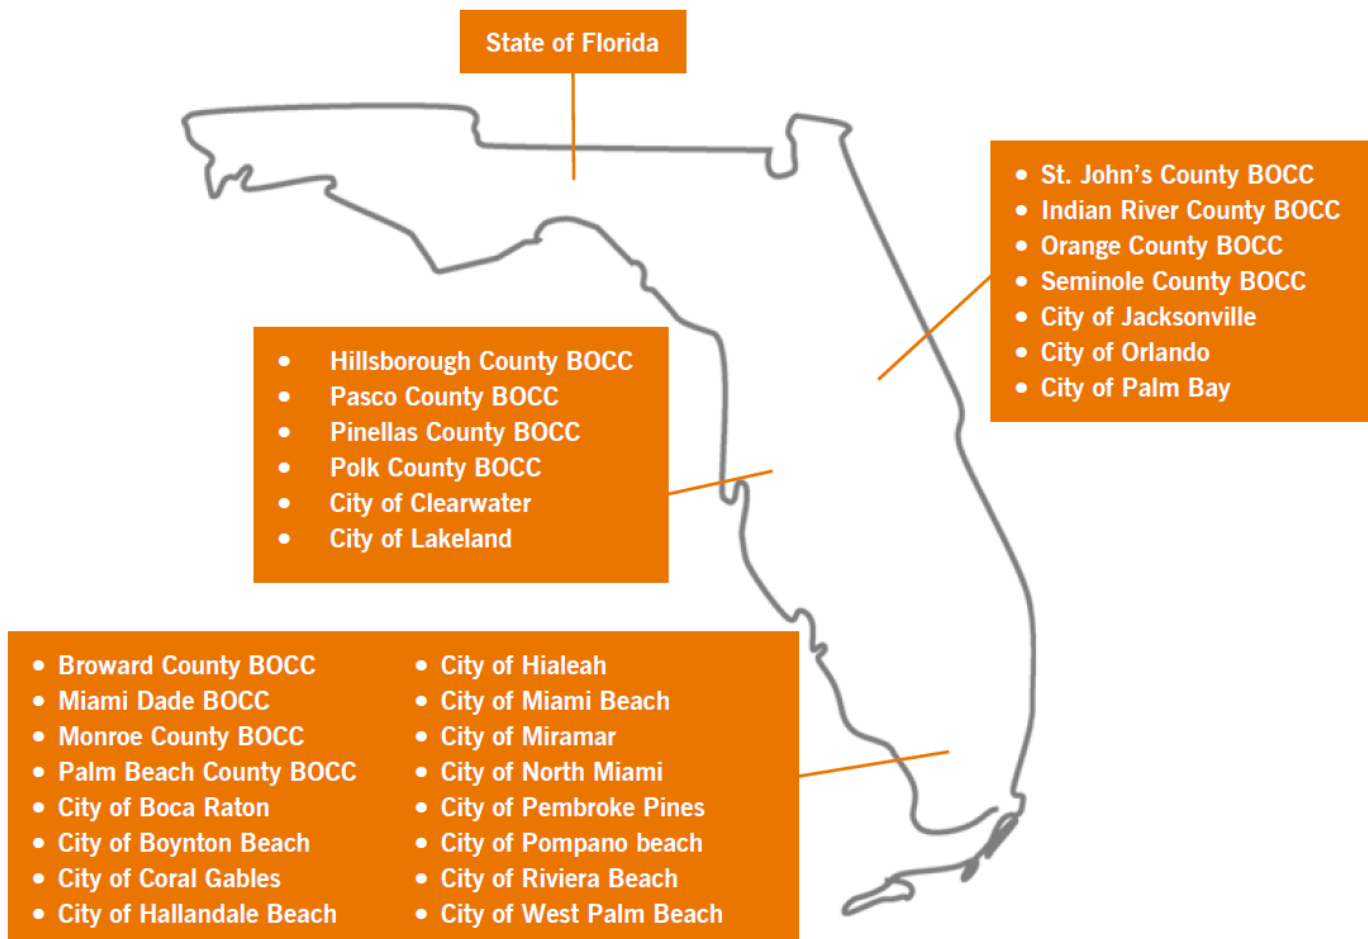 State of Florida
• St. John’s County BOCC
• Indian River County BOCC
• Orange County BOCC
• Seminole County BOCC
• City of Jacksonville
• City of Orlando
• City of Palm Bay
• Hillsborough County BOCC
• Pasco County BOCC
• Pinellas County BOCC
• Polk County BOCC
• City of Clearwater
• City of Lakeland
• Broward County BOCC
• Miami Dade BOCC
• Monroe County BOCC
• Palm Beach County BOCC
• City of Boca Raton
• City of Boynton Beach
• City of Coral Gables
• City of Hallandale Beach
• City of Hialeah
• City of Miami Beach
• City of Miramar
• City of North Miami
• City of Pembroke Pines
• City of Pompano beach
• City of Riviera Beach
• City of West Palm Beach